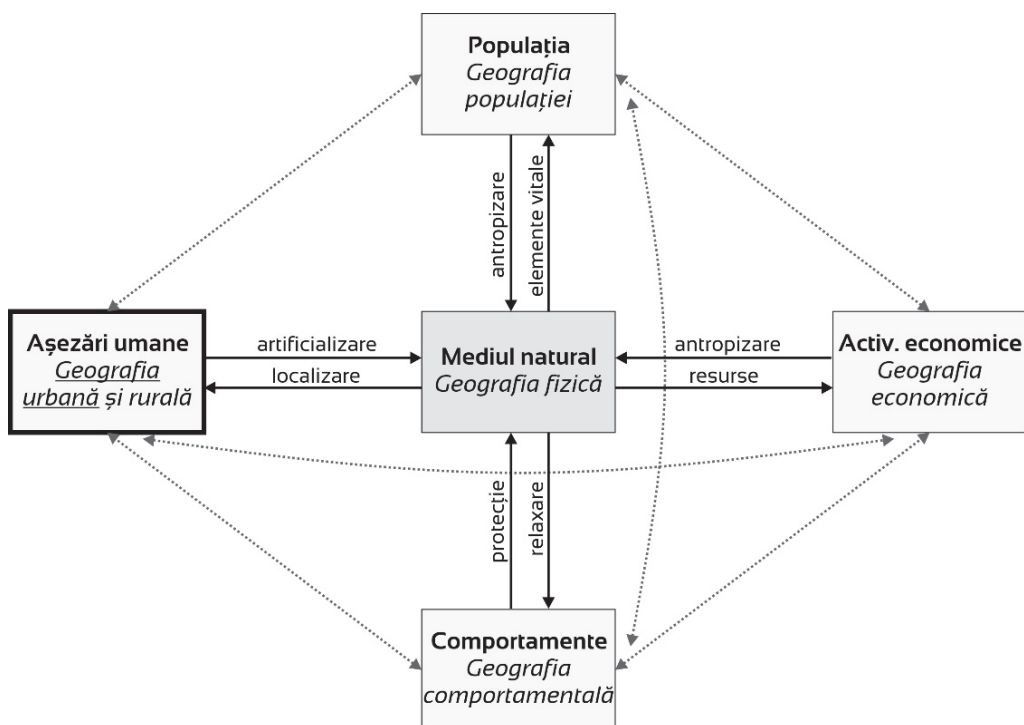 Populația
Geografia
populației
antropizare
elemente vitale
Așezări umane
Geografia
urbană și rurală
artificializare
localizare
Mediul natural
Geografia fizică
antropizare
resurse
Activ. economice
Geografia
economică
protecție
relaxare
Comportamente
Geografia
comportamentală